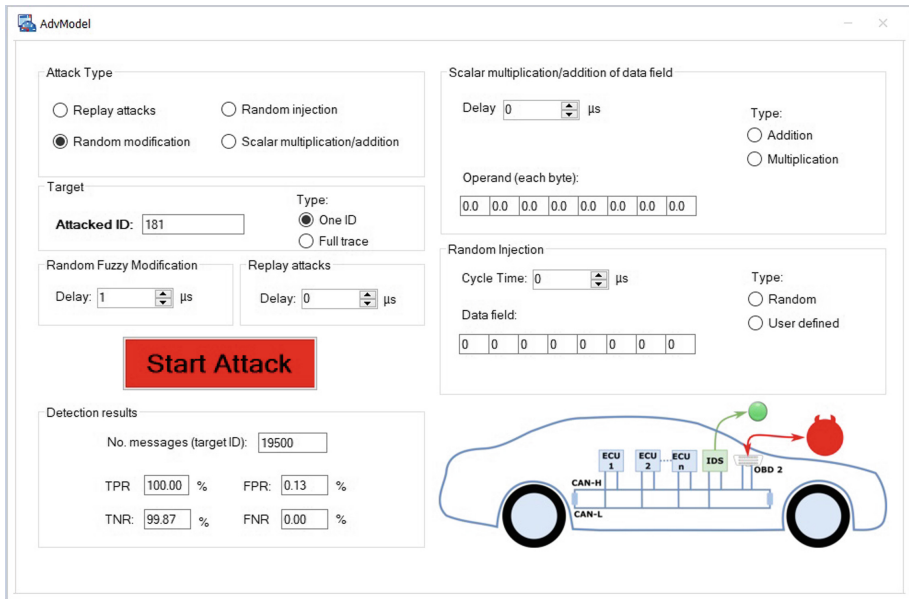 AdvModel
Attack Type
Replay attacks
Random injection
Random modification
Scalar multiplication/addition
Target
Attacked ID: 181
Type:
One ID
Full trace
Random Fuzzy Modification
Delay: 1 µs
Replay attacks
Delay: 0 µs
Start Attack
Detection results
No. messages (target ID): 19500
TPR 100.00 % FPR: 0.13 %
TNR: 99.87 % FNR 0.00 %
Scalar multiplication/addition of data field
Delay 0 µs
Type:
Addition
Multiplication
Operand (each byte):
0.0 0.0 0.0 0.0 0.0 0.0 0.0 0.0
Random Injection
Cycle Time: 0 µs
Type:
Random
User defined
Data field:
0 0 0 0 0 0 0 0
ECU 1
ECU 2
ECU n
IDS
OBD 2
CAN-H
CAN-L